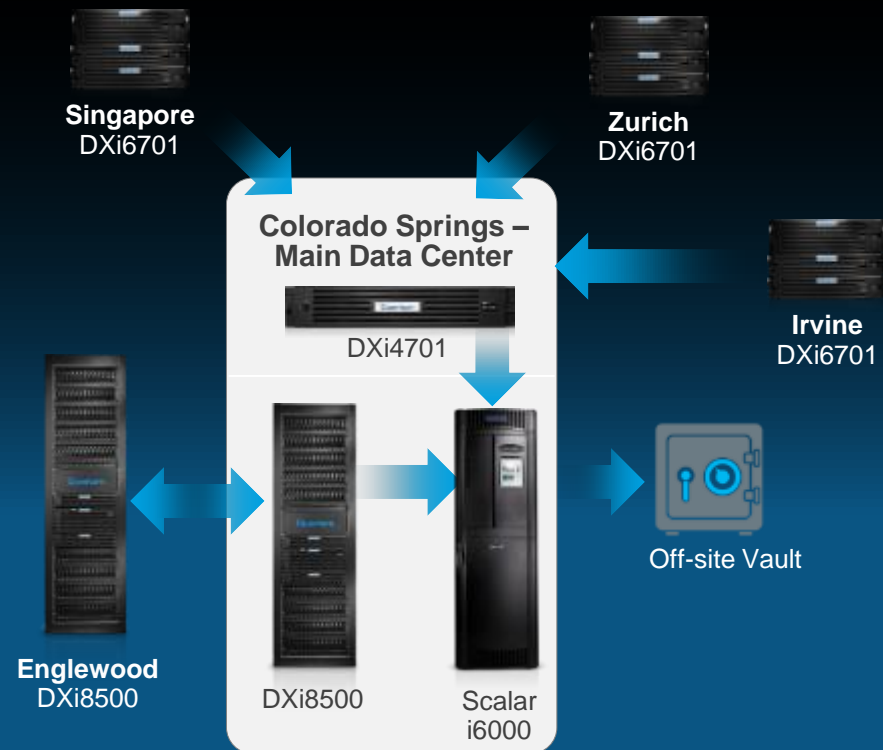 Singapore
DXi6701
Zurich
DXi6701
Colorado Springs –
Main Data Center
DXi4701
Irvine
DXi6701
Englewood
DXi8500
DXi8500
Scalar
i6000
Off-site Vault